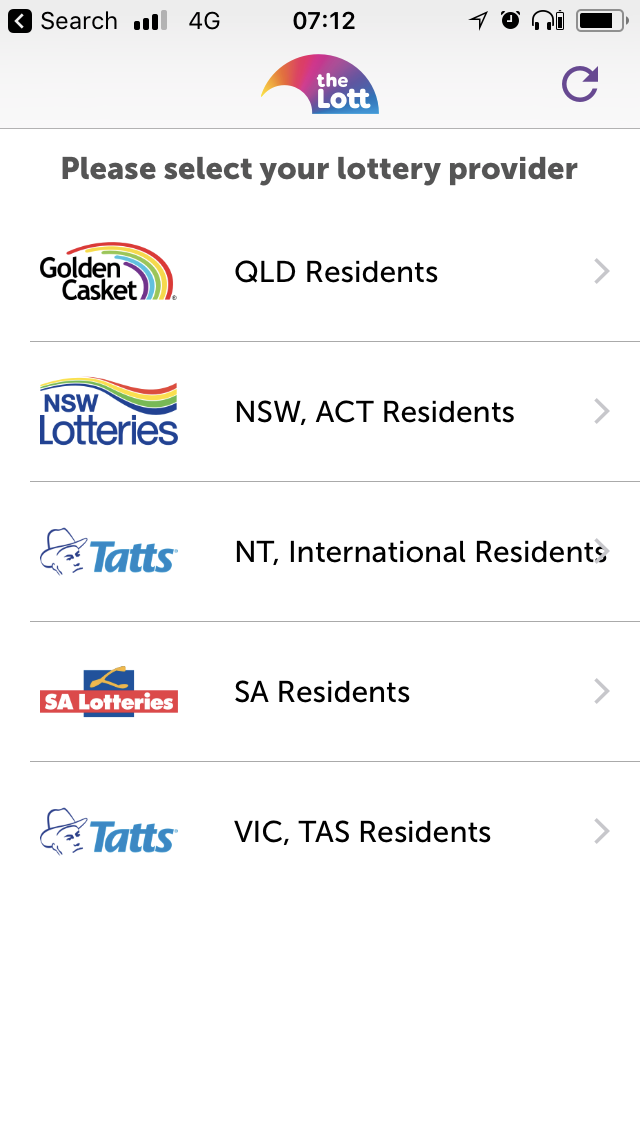 Search 4G 07:12
the
Lott
Please select your lottery provider
Golden
Casket
QLD Residents
NSW
Lotteries
NSW, ACT Residents
Tatts
NT, International Residents
SA Lotteries
SA Residents
Tatts
VIC, TAS Residents